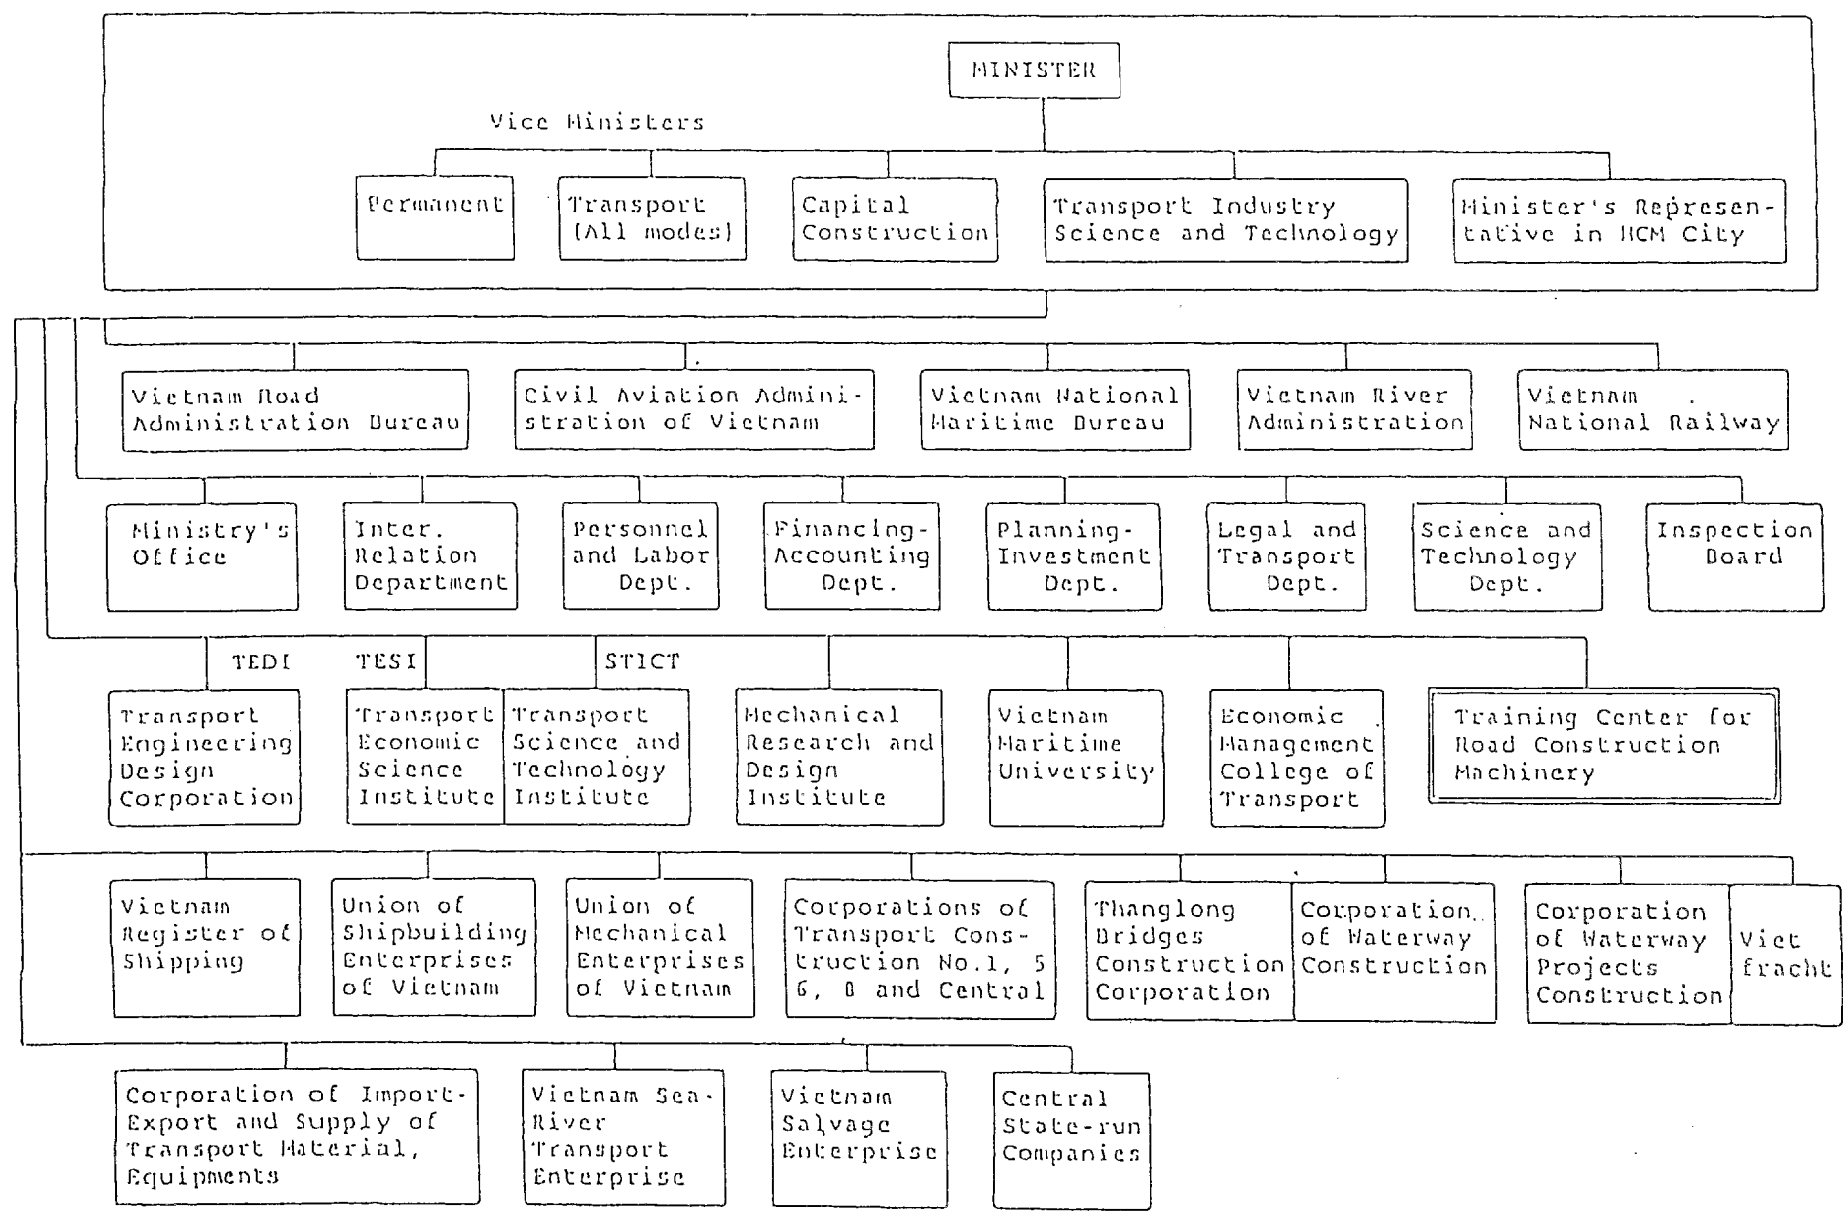 MINISTER
Vice Ministers
Permanent
Transport
(All modes)
Capital
Construction
Transport Industry
Science and Technology
Minister's Represen-
tative in HCM City
Vietnam Road
Administration Bureau
Civil Aviation Admini-
stration of Vietnam
Vietnam National
Maritime Bureau
Vietnam River
Administration
Vietnam
National Railway
Ministry's
Office
Inter.
Relation
Department
Personnel
and Labor
Dept.
Financing-
Accounting
Dept.
Planning-
Investment
Dept.
Legal and
Transport
Dept.
Science and
Technology
Dept.
Inspection
Board
TEDI
TESI
STICT
Transport
Engineering
Design
Corporation
Transport
Economic
Science
Institute
Transport
Science and
Technology
Institute
Mechanical
Research and
Design
Institute
Vietnam
Maritime
University
Economic
Management
College of
Transport
Training Center for
Road Construction
Machinery
Vietnam
Register of
Shipping
Union of
Shipbuilding
Enterprises
of Vietnam
Union of
Mechanical
Enterprises
of Vietnam
Corporations of
Transport Cons-
truction No.1, 5
6, 8 and Central
Thanglong
Bridges
Construction
Corporation
Corporation
of Waterway
Construction
Corporation
of Waterway
Projects
Construction
Viet
fracht
Corporation of Import-
Export and Supply of
Transport Material,
Equipments
Vietnam Sea-
River
Transport
Enterprise
Vietnam
Salvage
Enterprise
Central
State-run
Companies